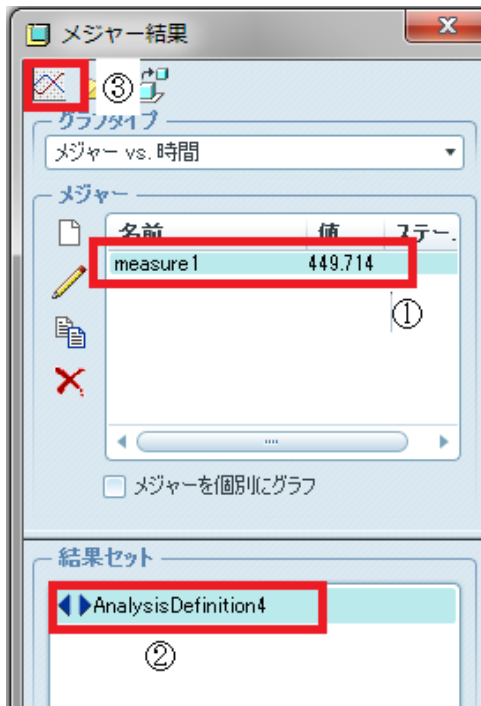 メジャー結果
x
③
グラフタイプ
メジャー vs. 時間
メジャー
名前 値 ステー.
measure1 449.714
①
メジャーを個別にグラフ
結果セット
AnalysisDefinition4
②